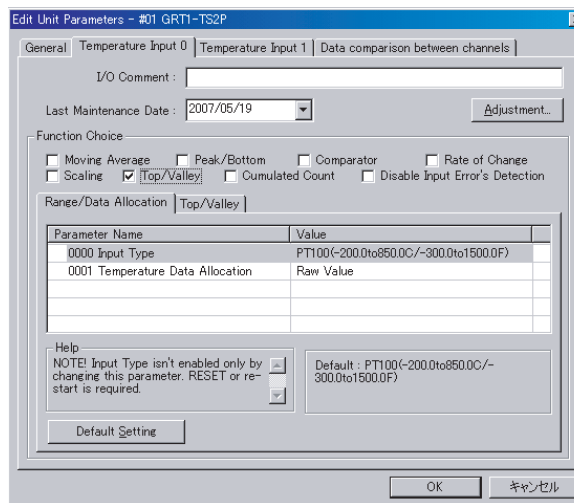 Edit Unit Parameters - #01 GRT1-TS2P
General Temperature Input 0 Temperature Input 1 Data comparison between channels
I/O Comment :
Last Maintenance Date : 2007/05/19 Adjustment...
Function Choice
Moving Average Peak/Bottom Comparator Rate of Change
Scaling Top/Valley Cumulated Count Disable Input Error's Detection
Range/Data Allocation Top/Valley
Parameter Name Value
0000 Input Type PT100(-200.0to850.0C/-300.0to1500.0F)
0001 Temperature Data Allocation Raw Value
Help
NOTE! Input Type isn't enabled only by
changing this parameter. RESET or re-
start is required.
Default : PT100(-200.0to850.0C/-
300.0to1500.0F)
Default Setting
OK キャンセル